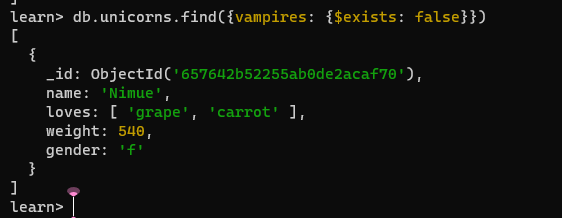 ]
learn> db.unicorns.find({vampires: {$exists: false}})
[
  {
    _id: ObjectId('657642b52255ab0de2acaf70'),
    name: 'Nimue',
    loves: [ 'grape', 'carrot' ],
    weight: 540,
    gender: 'f'
  }
]
learn>